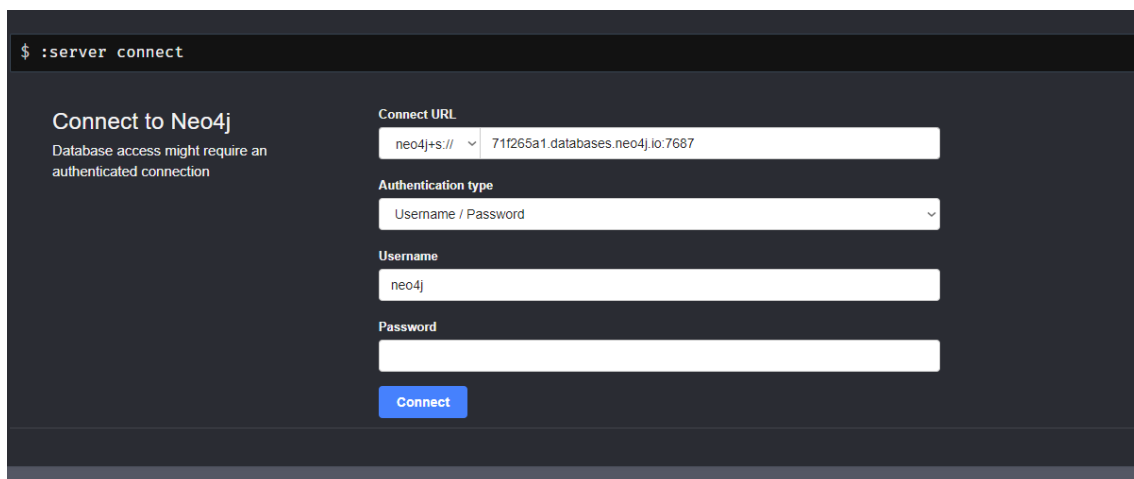 $ :server connect
Connect to Neo4j
Database access might require an
authenticated connection
Connect URL
neo4j+s:// 71f265a1.databases.neo4j.io:7687
Authentication type
Username / Password
Username
neo4j
Password
Connect